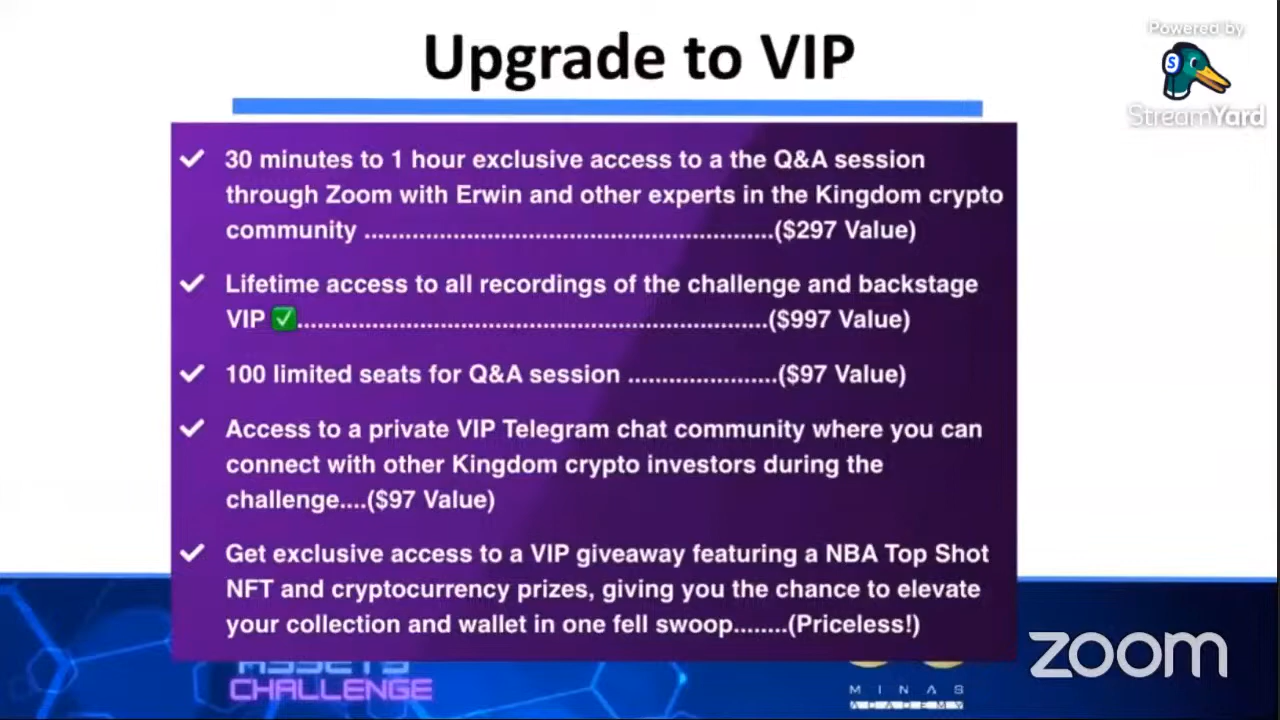 Upgrade to VIP
Powered by
S
StreamYard
30 minutes to 1 hour exclusive access to a the Q&A session
through Zoom with Erwin and other experts in the Kingdom crypto
community ............................................................($297 Value)
Lifetime access to all recordings of the challenge and backstage
VIP ✅.....................................................................($997 Value)
100 limited seats for Q&A session ......................($97 Value)
Access to a private VIP Telegram chat community where you can
connect with other Kingdom crypto investors during the
challenge....($97 Value)
Get exclusive access to a VIP giveaway featuring a NBA Top Shot
NFT and cryptocurrency prizes, giving you the chance to elevate
your collection and wallet in one fell swoop........(Priceless!)
ASSETS
CHALLENGE
MINAS
ACADEMY
zoom